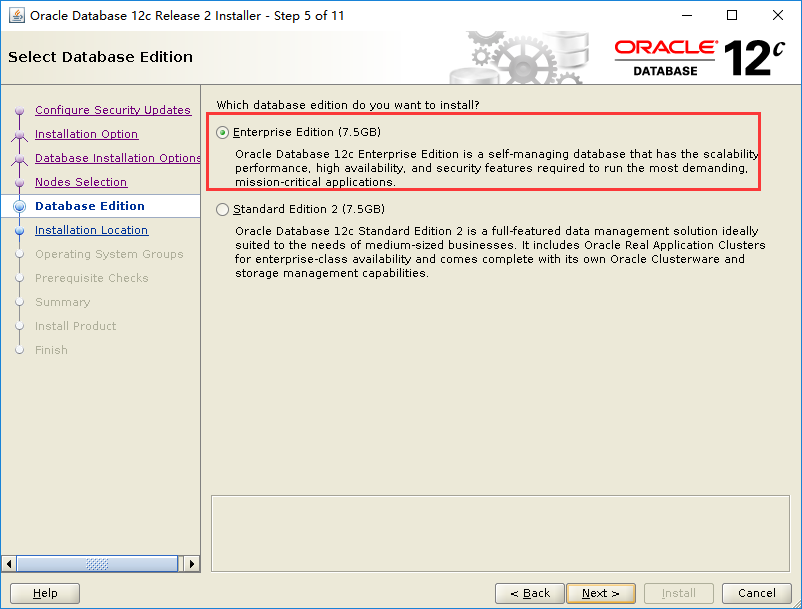 Oracle Database 12c Release 2 Installer - Step 5 of 11
Select Database Edition
ORACLE
DATABASE
12c
Configure Security Updates
Installation Option
Database Installation Options
Nodes Selection
Database Edition
Installation Location
Operating System Groups
Prerequisite Checks
Summary
Install Product
Finish
Which database edition do you want to install?
Enterprise Edition (7.5GB)
Oracle Database 12c Enterprise Edition is a self-managing database that has the scalability
performance, high availability, and security features required to run the most demanding,
mission-critical applications.
Standard Edition 2 (7.5GB)
Oracle Database 12c Standard Edition 2 is a full-featured data management solution ideally
suited to the needs of medium-sized businesses. It includes Oracle Real Application Clusters
for enterprise-class availability and comes complete with its own Oracle Clusterware and
storage management capabilities.
Help
< Back
Next >
Install
Cancel